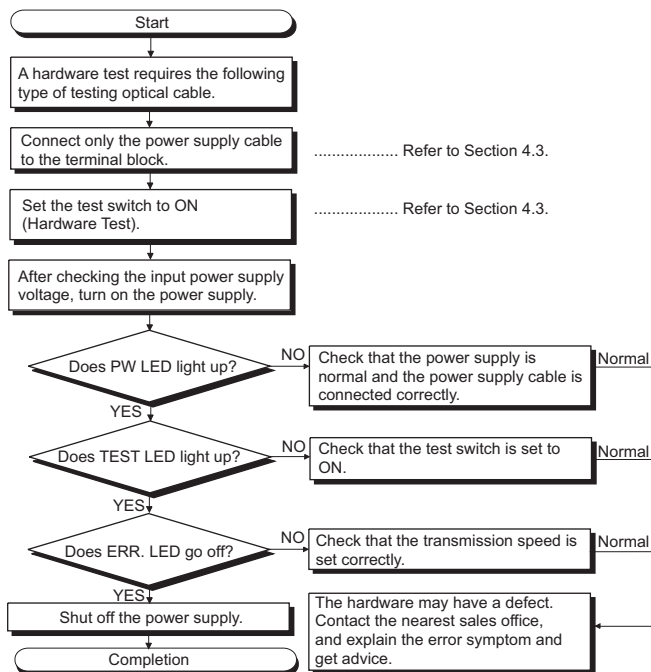 Start
A hardware test requires the following
type of testing optical cable.
Connect only the power supply cable
to the terminal block.
................... Refer to Section 4.3.
Set the test switch to ON
(Hardware Test).
................... Refer to Section 4.3.
After checking the input power supply
voltage, turn on the power supply.
Does PW LED light up?
NO
Check that the power supply is
normal and the power supply cable is
connected correctly.
Normal
YES
Does TEST LED light up?
NO
Check that the test switch is set to
ON.
Normal
YES
Does ERR. LED go off?
NO
Check that the transmission speed is
set correctly.
Normal
YES
Shut off the power supply.
The hardware may have a defect.
Contact the nearest sales office,
and explain the error symptom and
get advice.
Completion